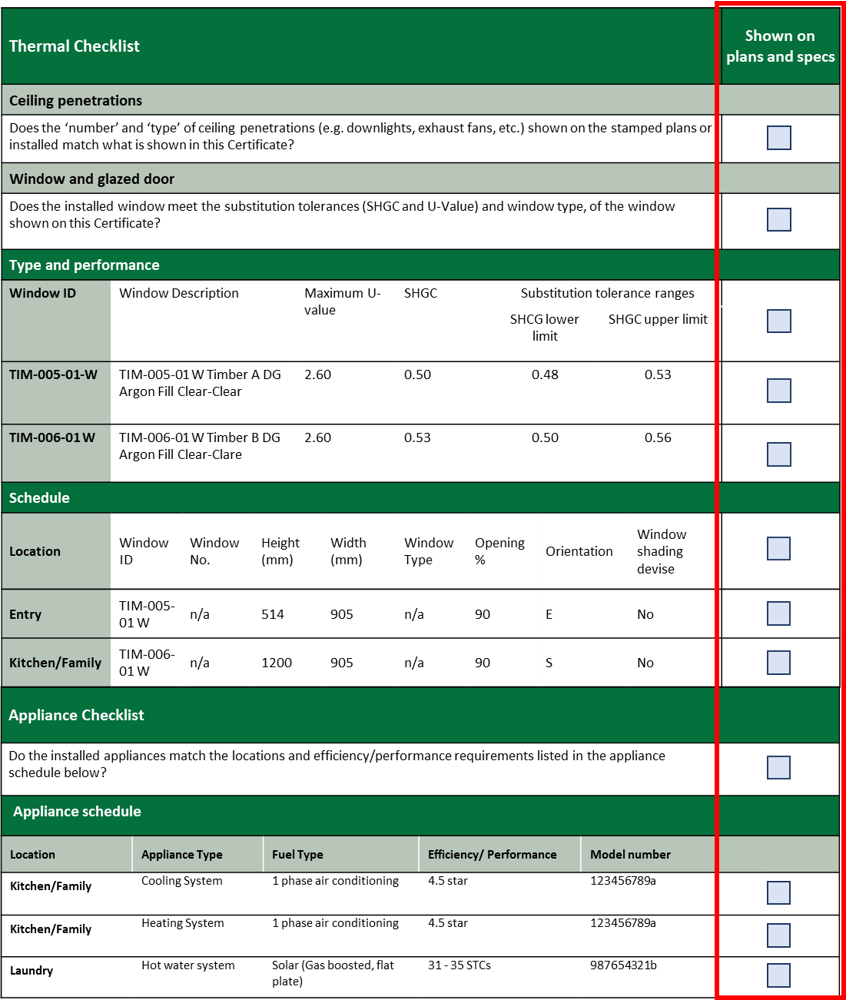 Thermal Checklist
Shown on
plans and specs
Ceiling penetrations
Does the ‘number’ and ‘type’ of ceiling penetrations (e.g. downlights, exhaust fans, etc.) shown on the stamped plans or
installed match what is shown in this Certificate?
Window and glazed door
Does the installed window meet the substitution tolerances (SHGC and U-Value) and window type, of the window
shown on this Certificate?
Type and performance
Window ID
Window Description
Maximum U-
value
SHGC
Substitution tolerance ranges
SHCG lower
limit
SHGC upper limit
TIM-005-01-W
TIM-005-01 W Timber A DG
Argon Fill Clear-Clear
2.60
0.50
0.48
0.53
TIM-006-01 W
TIM-006-01 W Timber B DG
Argon Fill Clear-Clare
2.60
0.53
0.50
0.56
Schedule
Location
Window
ID
Window
No.
Height
(mm)
Width
(mm)
Window
Type
Opening
%
Orientation
Window
shading
devise
Entry
TIM-005-
01 W
n/a
514
905
n/a
90
E
No
Kitchen/Family
TIM-006-
01 W
n/a
1200
905
n/a
90
S
No
Appliance Checklist
Do the installed appliances match the locations and efficiency/performance requirements listed in the appliance
schedule below?
Appliance schedule
Location
Appliance Type
Fuel Type
Efficiency/ Performance
Model number
Kitchen/Family
Cooling System
1 phase air conditioning
4.5 star
123456789a
Kitchen/Family
Heating System
1 phase air conditioning
4.5 star
123456789a
Laundry
Hot water system
Solar (Gas boosted, flat
plate)
31 - 35 STCs
987654321b